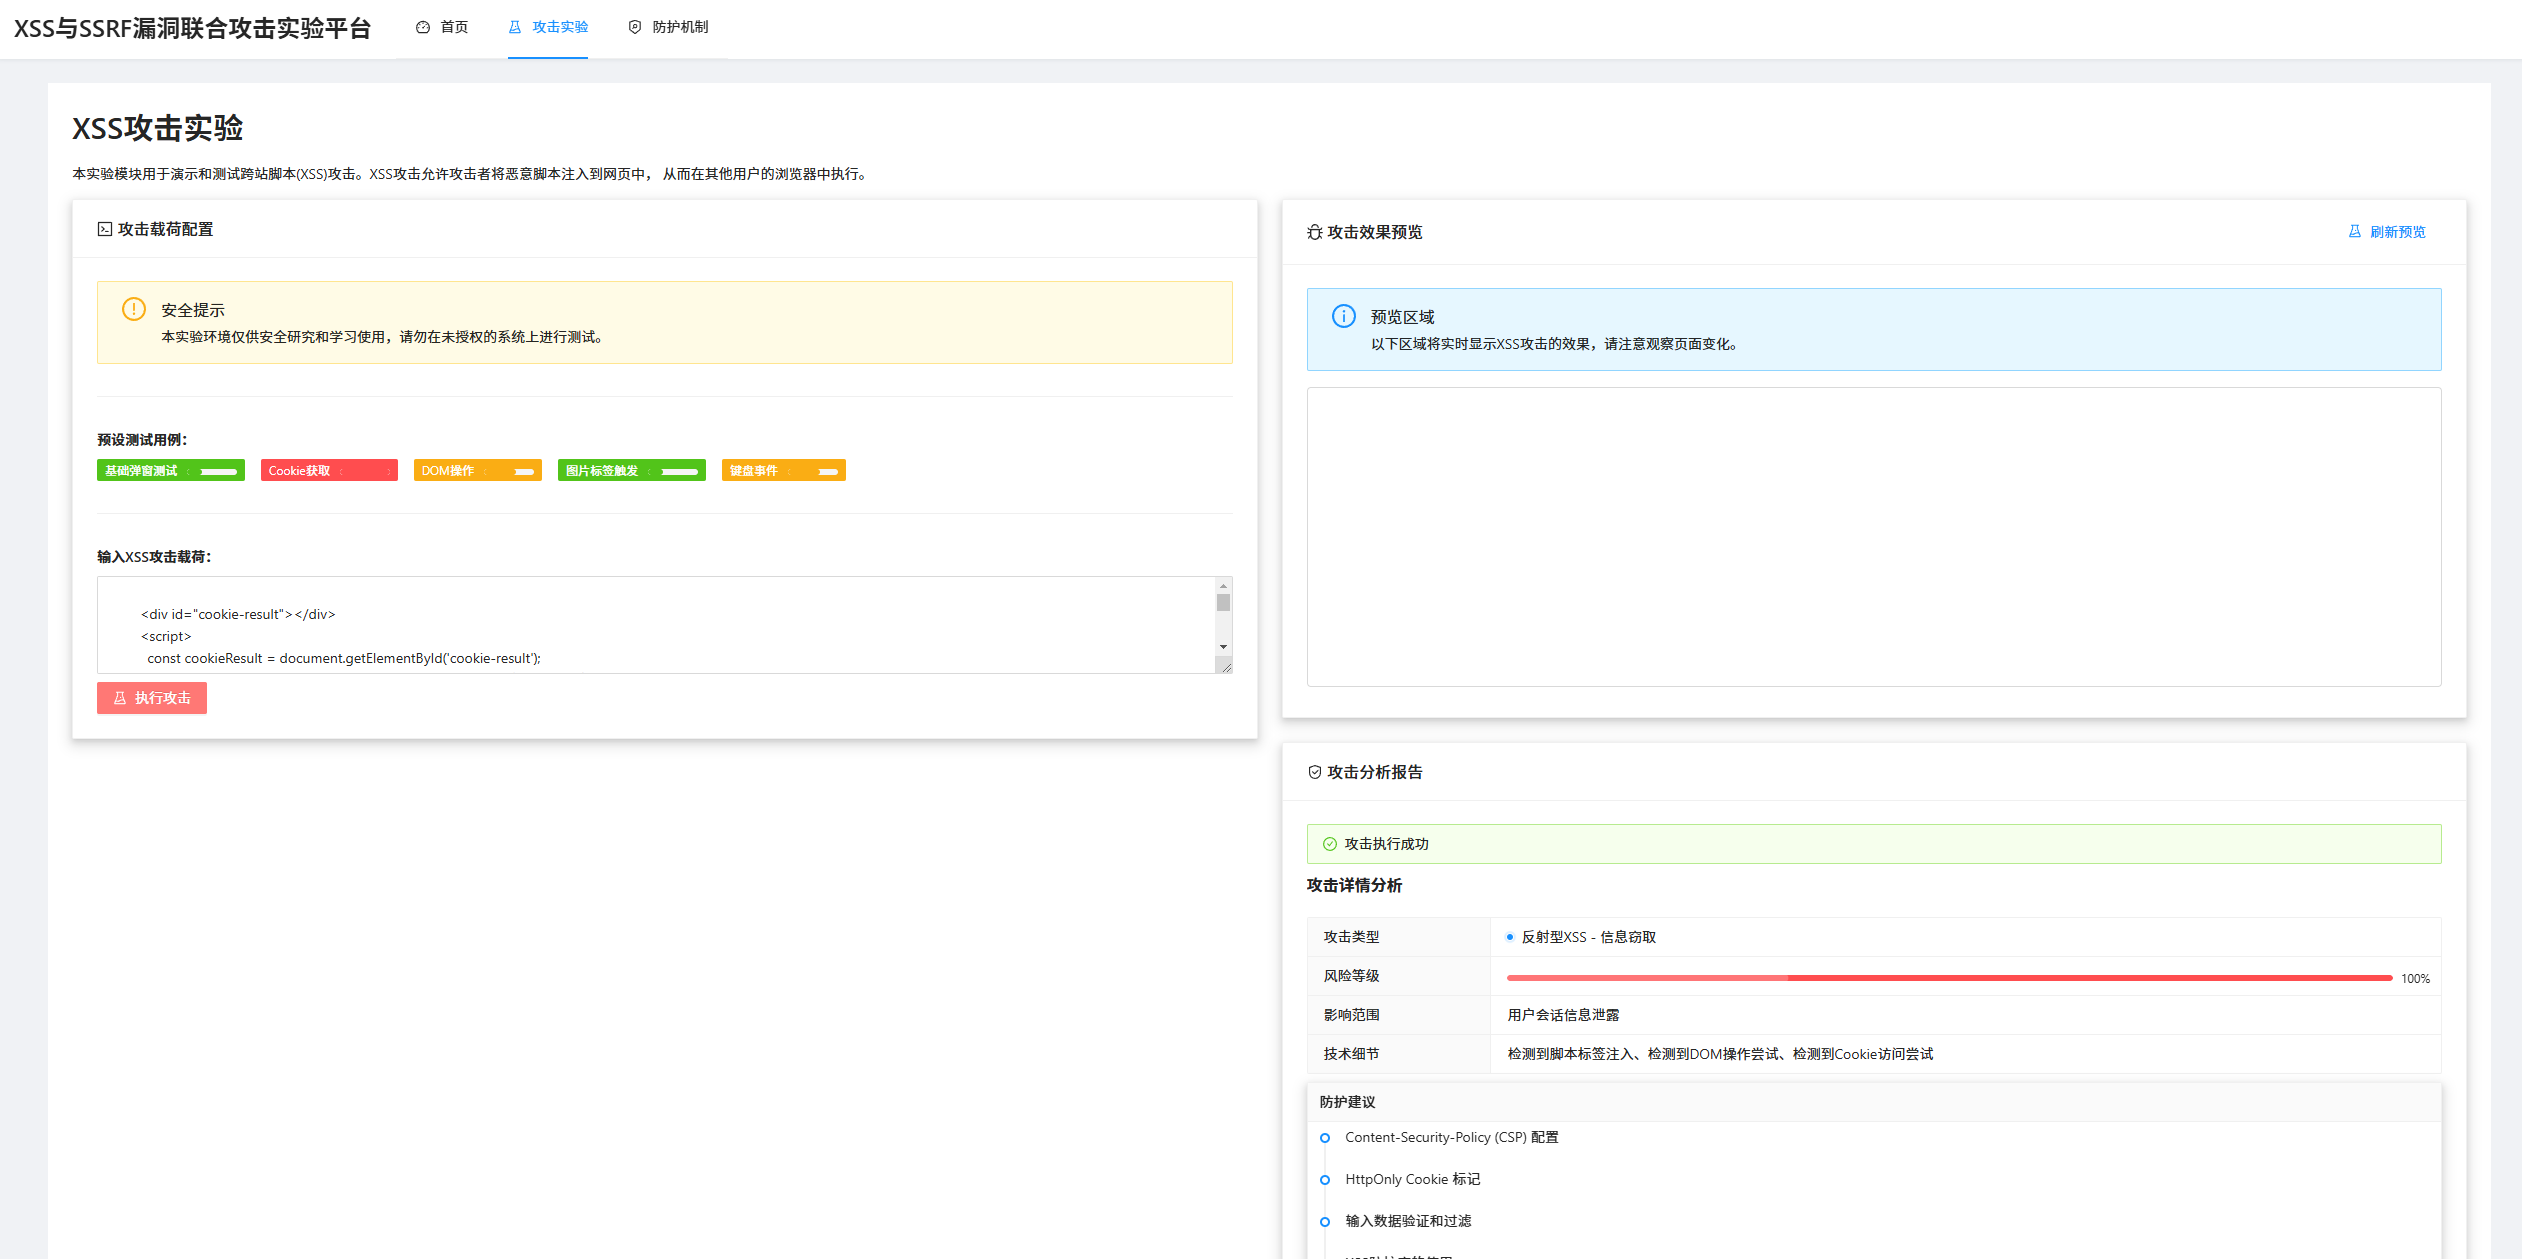 XSS与SSRF漏洞联合攻击实验平台
首页
攻击实验
防护机制
XSS攻击实验
本实验模块用于演示和测试跨站脚本(XSS)攻击。XSS攻击允许攻击者将恶意脚本注入到网页中， 从而在其他用户的浏览器中执行。
攻击载荷配置
安全提示
本实验环境仅供安全研究和学习使用，请勿在未授权的系统上进行测试。
预设测试用例：
基础弹窗测试
Cookie获取
DOM操作
图片标签触发
键盘事件
输入XSS攻击载荷：
<div id="cookie-result"></div>
<script>
const cookieResult = document.getElementById('cookie-result');
执行攻击
攻击效果预览
刷新预览
预览区域
以下区域将实时显示XSS攻击的效果，请注意观察页面变化。
攻击分析报告
攻击执行成功
攻击详情分析
攻击类型 反射型XSS - 信息窃取
风险等级 100%
影响范围 用户会话信息泄露
技术细节 检测到脚本标签注入、检测到DOM操作尝试、检测到Cookie访问尝试
防护建议
Content-Security-Policy (CSP) 配置
HttpOnly Cookie 标记
输入数据验证和过滤